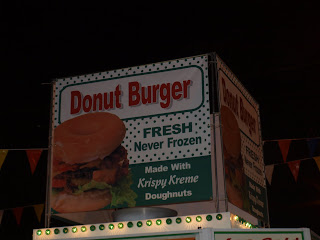 Donut Burger
FRESH
Never Frozen
Made With
Krispy Kreme
Doughnuts